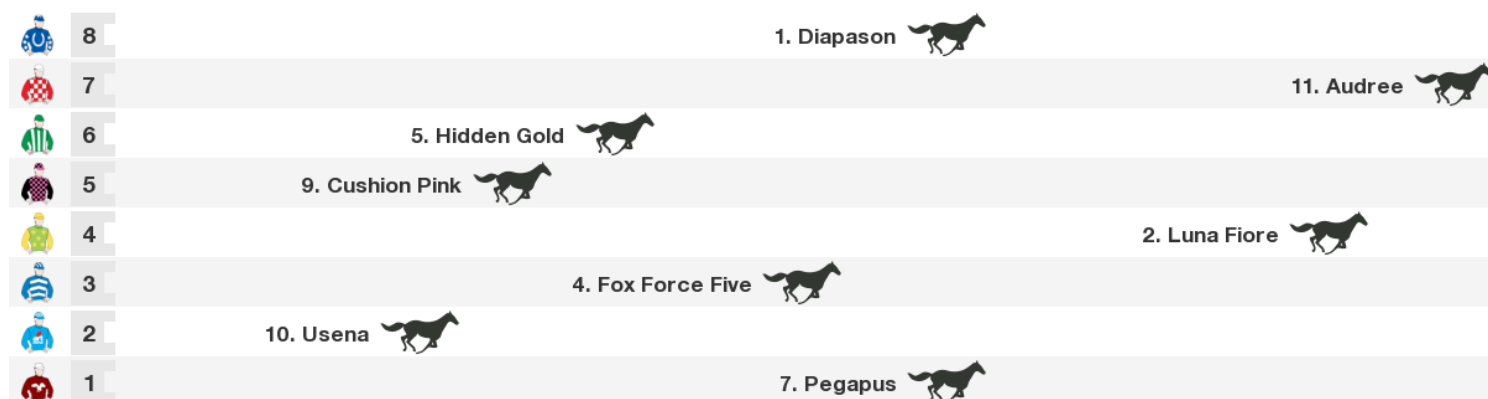 8 1. Diapason
7 11. Audree
6 5. Hidden Gold
5 9. Cushion Pink
4 2. Luna Fiore
3 4. Fox Force Five
2 10. Usena
1 7. Pegapus